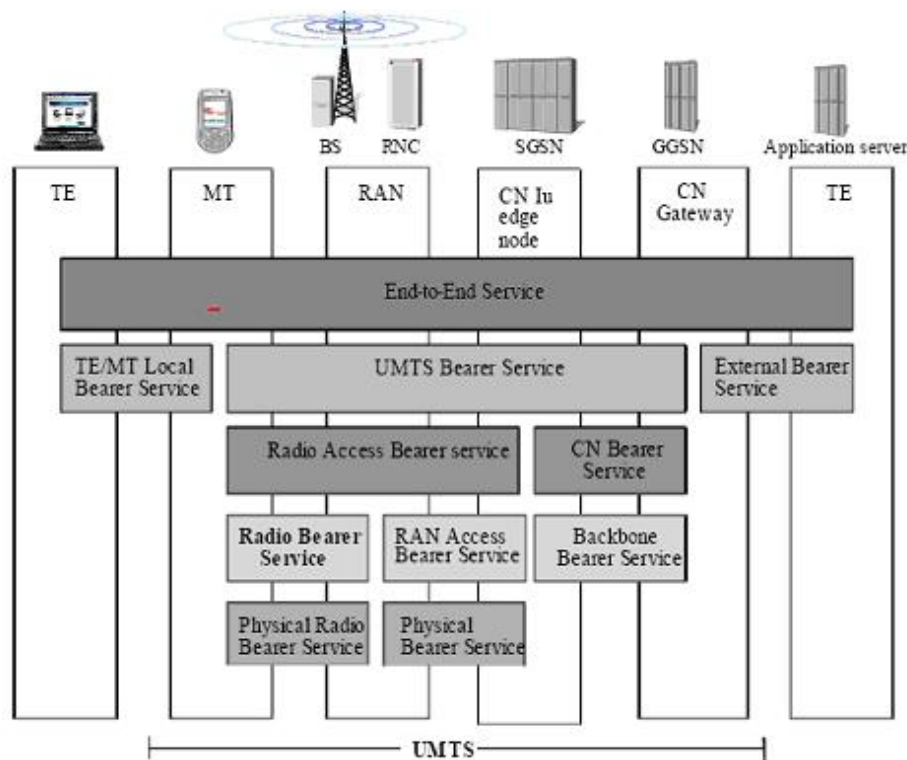 BS RNC SGSN GGSN Application server
TE MT RAN CN Iu edge node CN Gateway TE
End-to-End Service
TE/MT Local
Bearer Service
UMTS Bearer Service
External Bearer
Service
Radio Access Bearer service
CN Bearer
Service
Radio Bearer
Service
RAN Access
Bearer Service
Backbone
Bearer Service
Physical Radio
Bearer Service
Physical
Bearer Service
UMTS